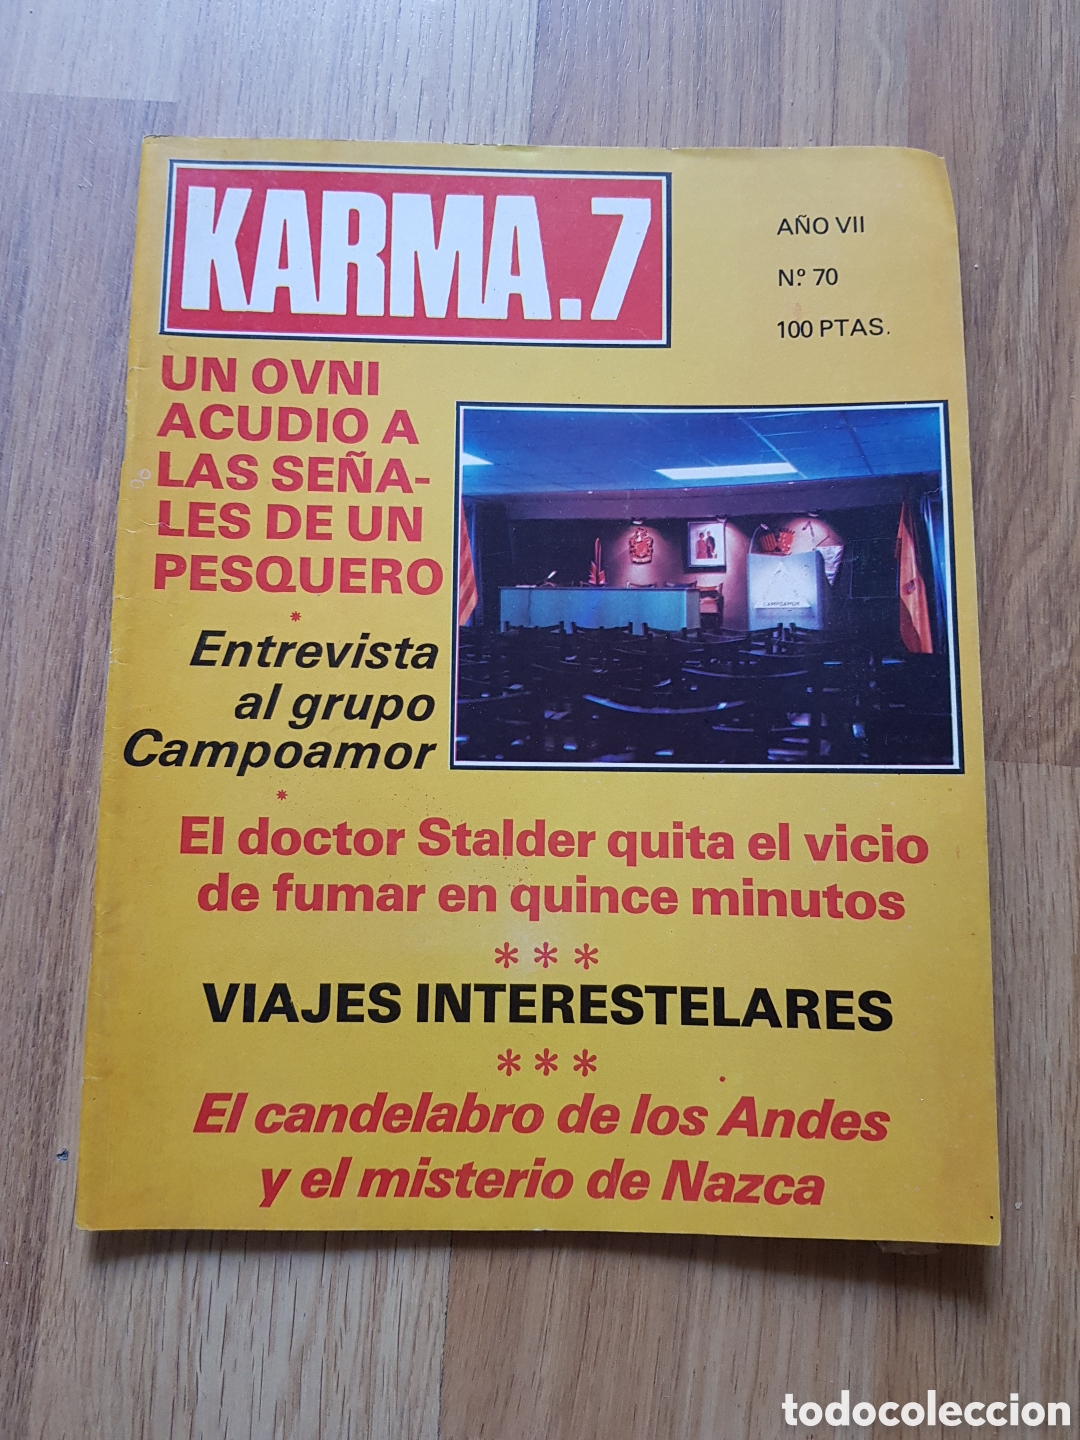 KARMA.7
AÑO VII
N.º 70
100 PTAS.
UN OVNI
ACUDIO A
LAS SEÑA-
LES DE UN
PESQUERO
*
Entrevista
al grupo
Campoamor
*
CAMPOAMOR
El doctor Stalder quita el vicio
de fumar en quince minutos
* * *
VIAJES INTERESTELARES
* * *
El candelabro de los Andes
y el misterio de Nazca
todocoleccion